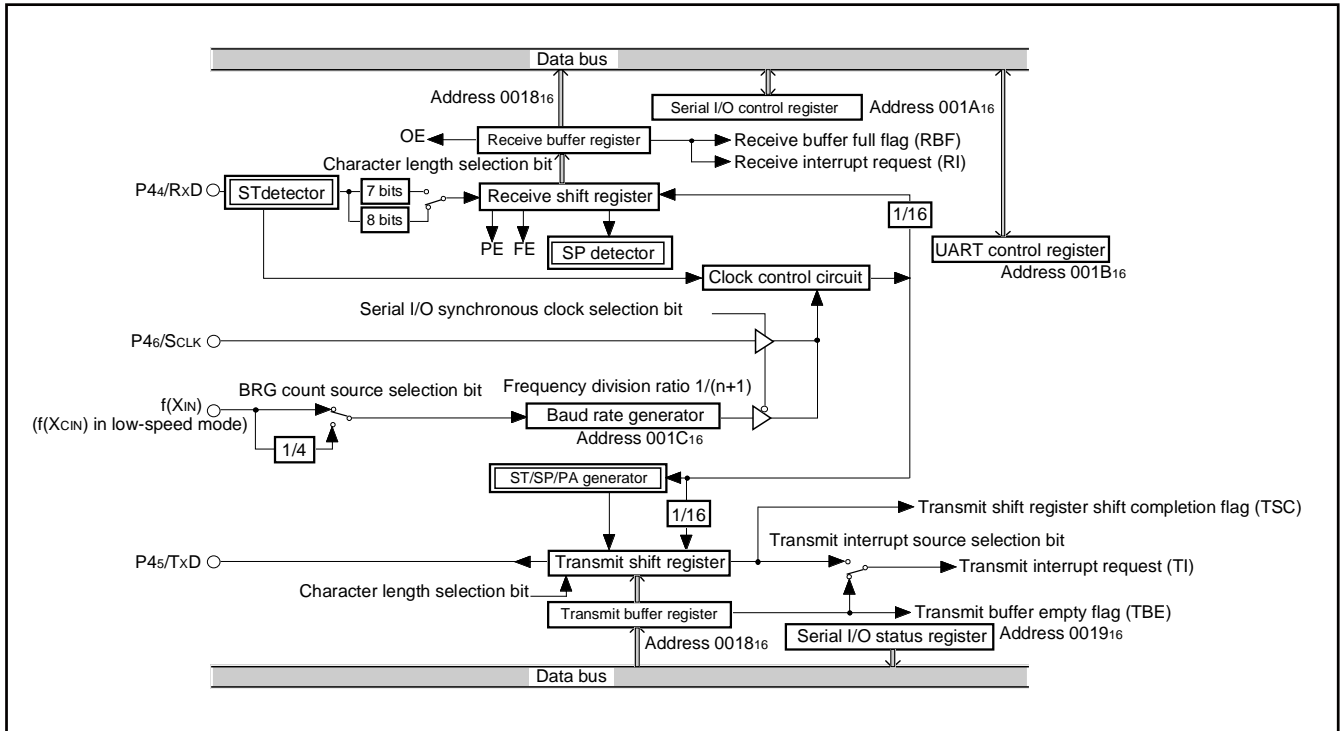 Data bus
Address 0018₁₆
Serial I/O control register
Address 001A₁₆
OE
Receive buffer register
Receive buffer full flag (RBF)
Receive interrupt request (RI)
Character length selection bit
P4₄/RxD
STdetector
7 bits
8 bits
Receive shift register
1/16
PE
FE
SP detector
UART control register
Address 001B₁₆
Clock control circuit
Serial I/O synchronous clock selection bit
P4₆/SCLK
BRG count source selection bit
Frequency division ratio 1/(n+1)
f(XIN)
(f(XCIN) in low-speed mode)
1/4
Baud rate generator
Address 001C₁₆
ST/SP/PA generator
1/16
Transmit shift register shift completion flag (TSC)
Transmit interrupt source selection bit
P4₅/TxD
Transmit shift register
Transmit interrupt request (TI)
Character length selection bit
Transmit buffer register
Transmit buffer empty flag (TBE)
Address 0018₁₆
Serial I/O status register
Address 0019₁₆
Data bus